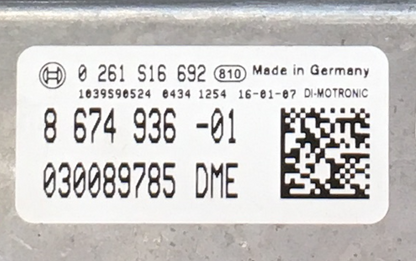 0 261 S16 692 810 Made in Germany
1039S90524 0434 1254 16-01-07 DI-MOTRONIC
8 674 936 -01
030089785 DME